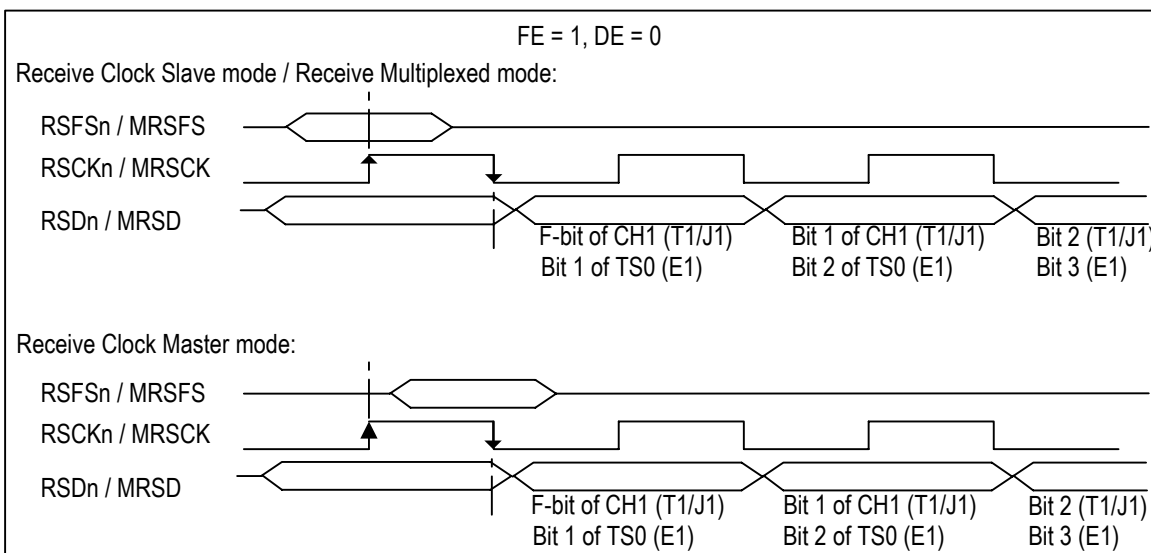 FE = 1, DE = 0
Receive Clock Slave mode / Receive Multiplexed mode:
RSFSn / MRSFS
RSCKn / MRSCK
RSDn / MRSD
F-bit of CH1 (T1/J1) Bit 1 of CH1 (T1/J1) Bit 2 (T1/J1)
Bit 1 of TS0 (E1) Bit 2 of TS0 (E1) Bit 3 (E1)
Receive Clock Master mode:
RSFSn / MRSFS
RSCKn / MRSCK
RSDn / MRSD
F-bit of CH1 (T1/J1) Bit 1 of CH1 (T1/J1) Bit 2 (T1/J1)
Bit 1 of TS0 (E1) Bit 2 of TS0 (E1) Bit 3 (E1)